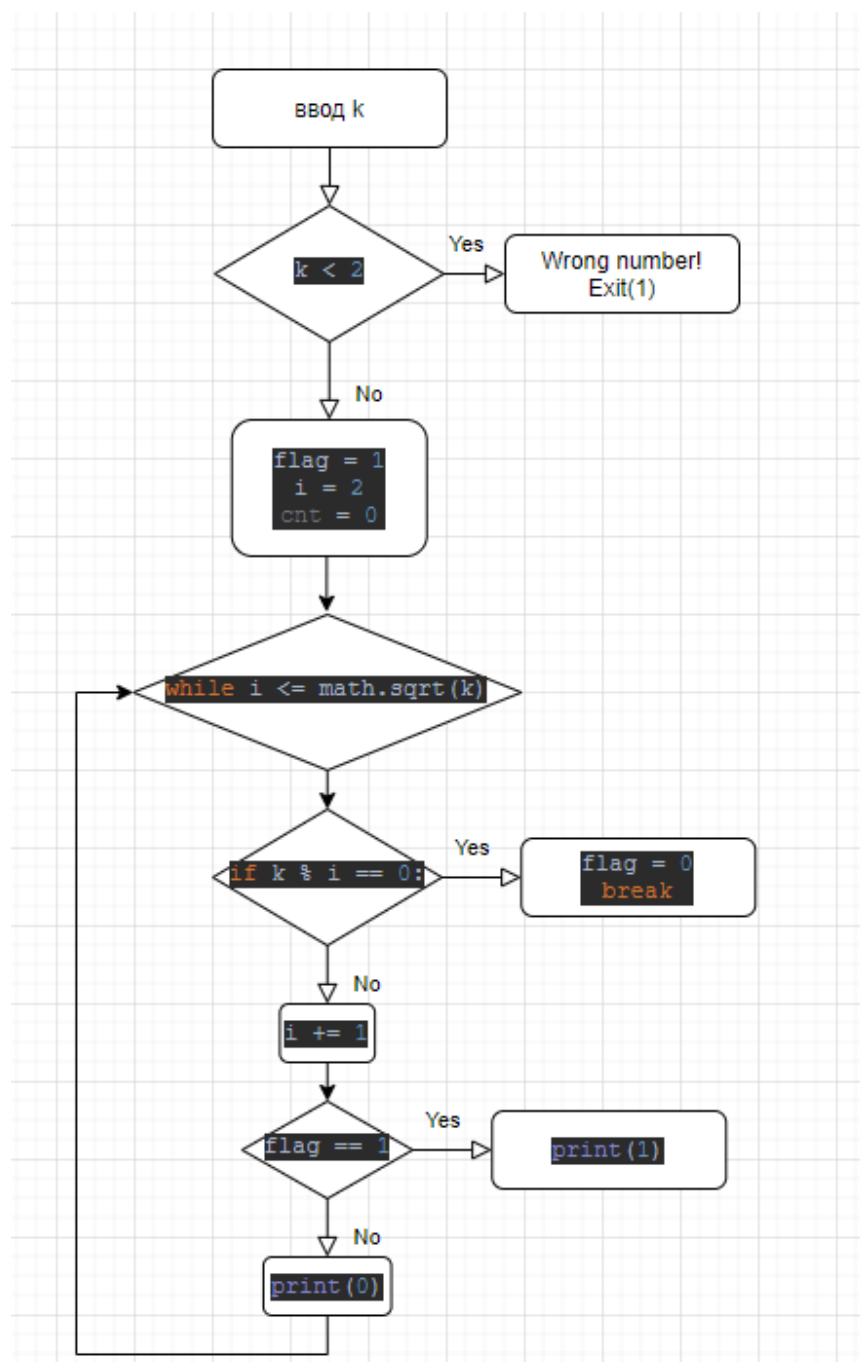 ввод k
k < 2
Yes
Wrong number!
Exit(1)
No
flag = 1
i = 2
cnt = 0
while i <= math.sqrt(k)
if k % i == 0:
Yes
flag = 0
break
No
i += 1
flag == 1
Yes
print(1)
No
print(0)